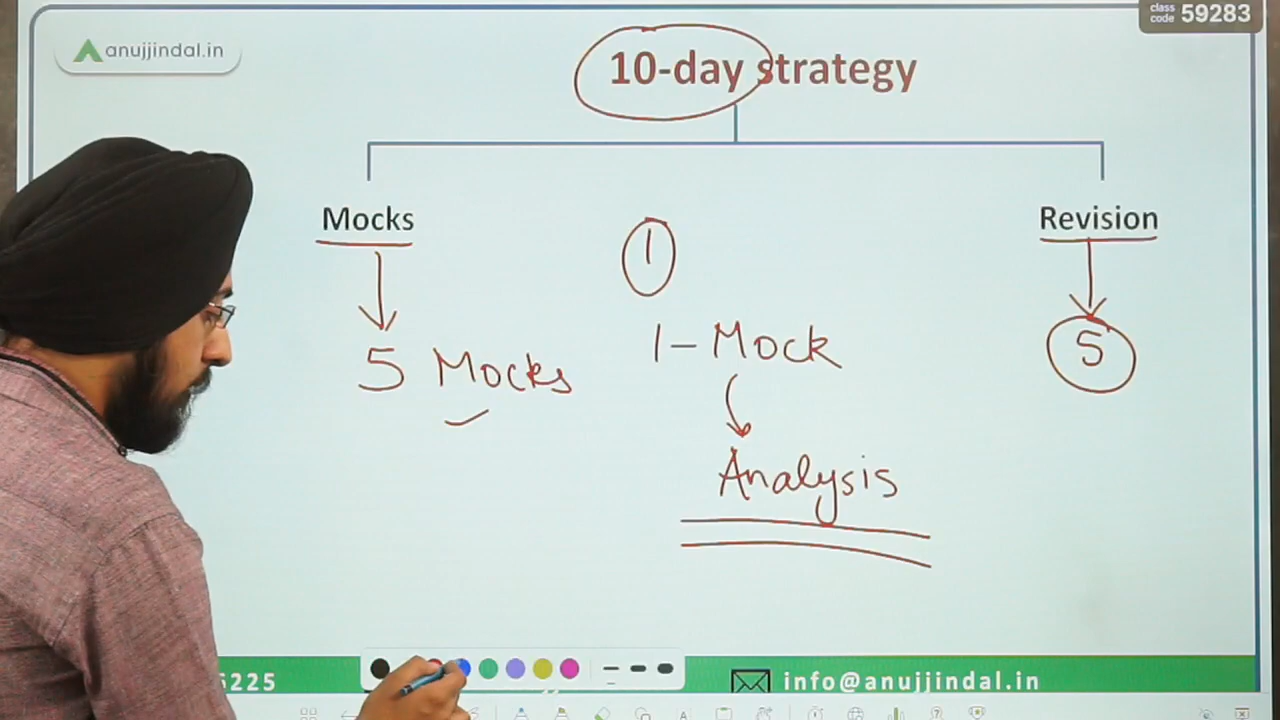 class code 59283
anujjindal.in
10-day strategy
Mocks
Revision
1
5 Mocks
1- Mock
5
Analysis
5225
info@anujjindal.in